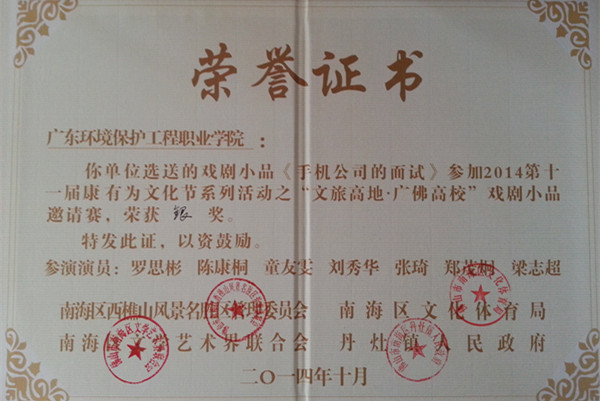 荣誉证书
广东环境保护工程职业学院：
你单位选送的戏剧小品《手机公司的面试》参加2014第十
一届康有为文化节系列活动之“文旅高地·广佛高校”戏剧小品
邀请赛，荣获 银 奖。
特发此证，以资鼓励。
参演演员：罗思彬 陈康桐 童友雯 刘秀华 张琦 郑 桐 梁志超
南海区西樵山风景名胜区管理委员会 南海区文化体育局
南海区文学艺术界联合会 丹灶镇人民政府
二〇一四年十月